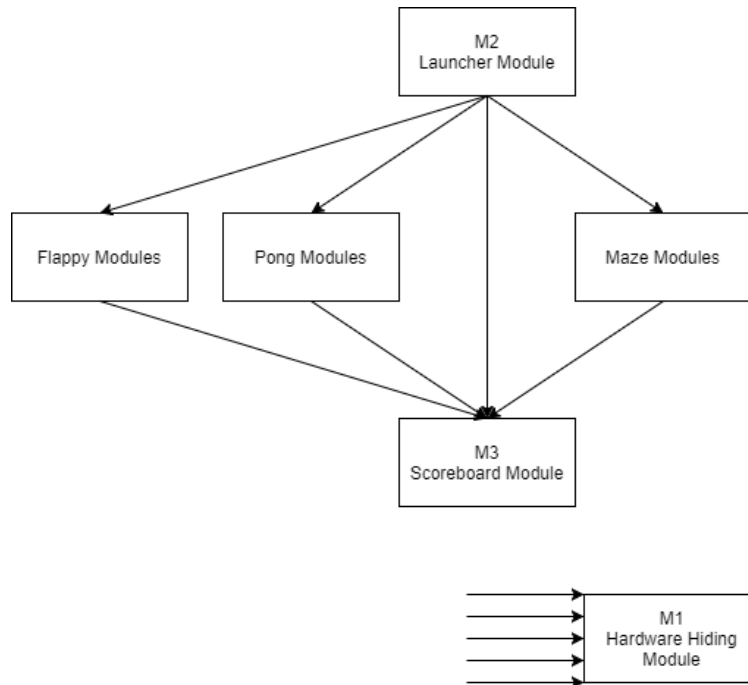 M2
Launcher Module
Flappy Modules
Pong Modules
Maze Modules
M3
Scoreboard Module
M1
Hardware Hiding
Module